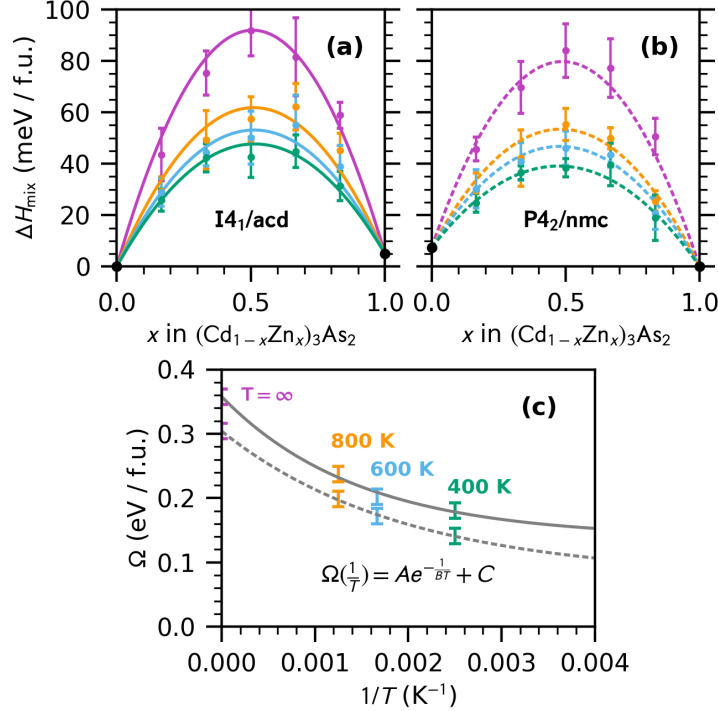 (a)
(b)
ΔH_mix (meV / f.u.)
100
80
60
40
20
0
I4₁/acd
P4₂/nmc
0.0 0.5 1.0
0.0 0.5 1.0
x in (Cd₁₋ₓZnₓ)₃As₂
x in (Cd₁₋ₓZnₓ)₃As₂
(c)
Ω (eV / f.u.)
0.4
0.3
0.2
0.1
0.0
T = ∞
800 K
600 K
400 K
Ω(1/T) = Ae^{-1/BT} + C
0.000 0.001 0.002 0.003 0.004
1/T (K⁻¹)